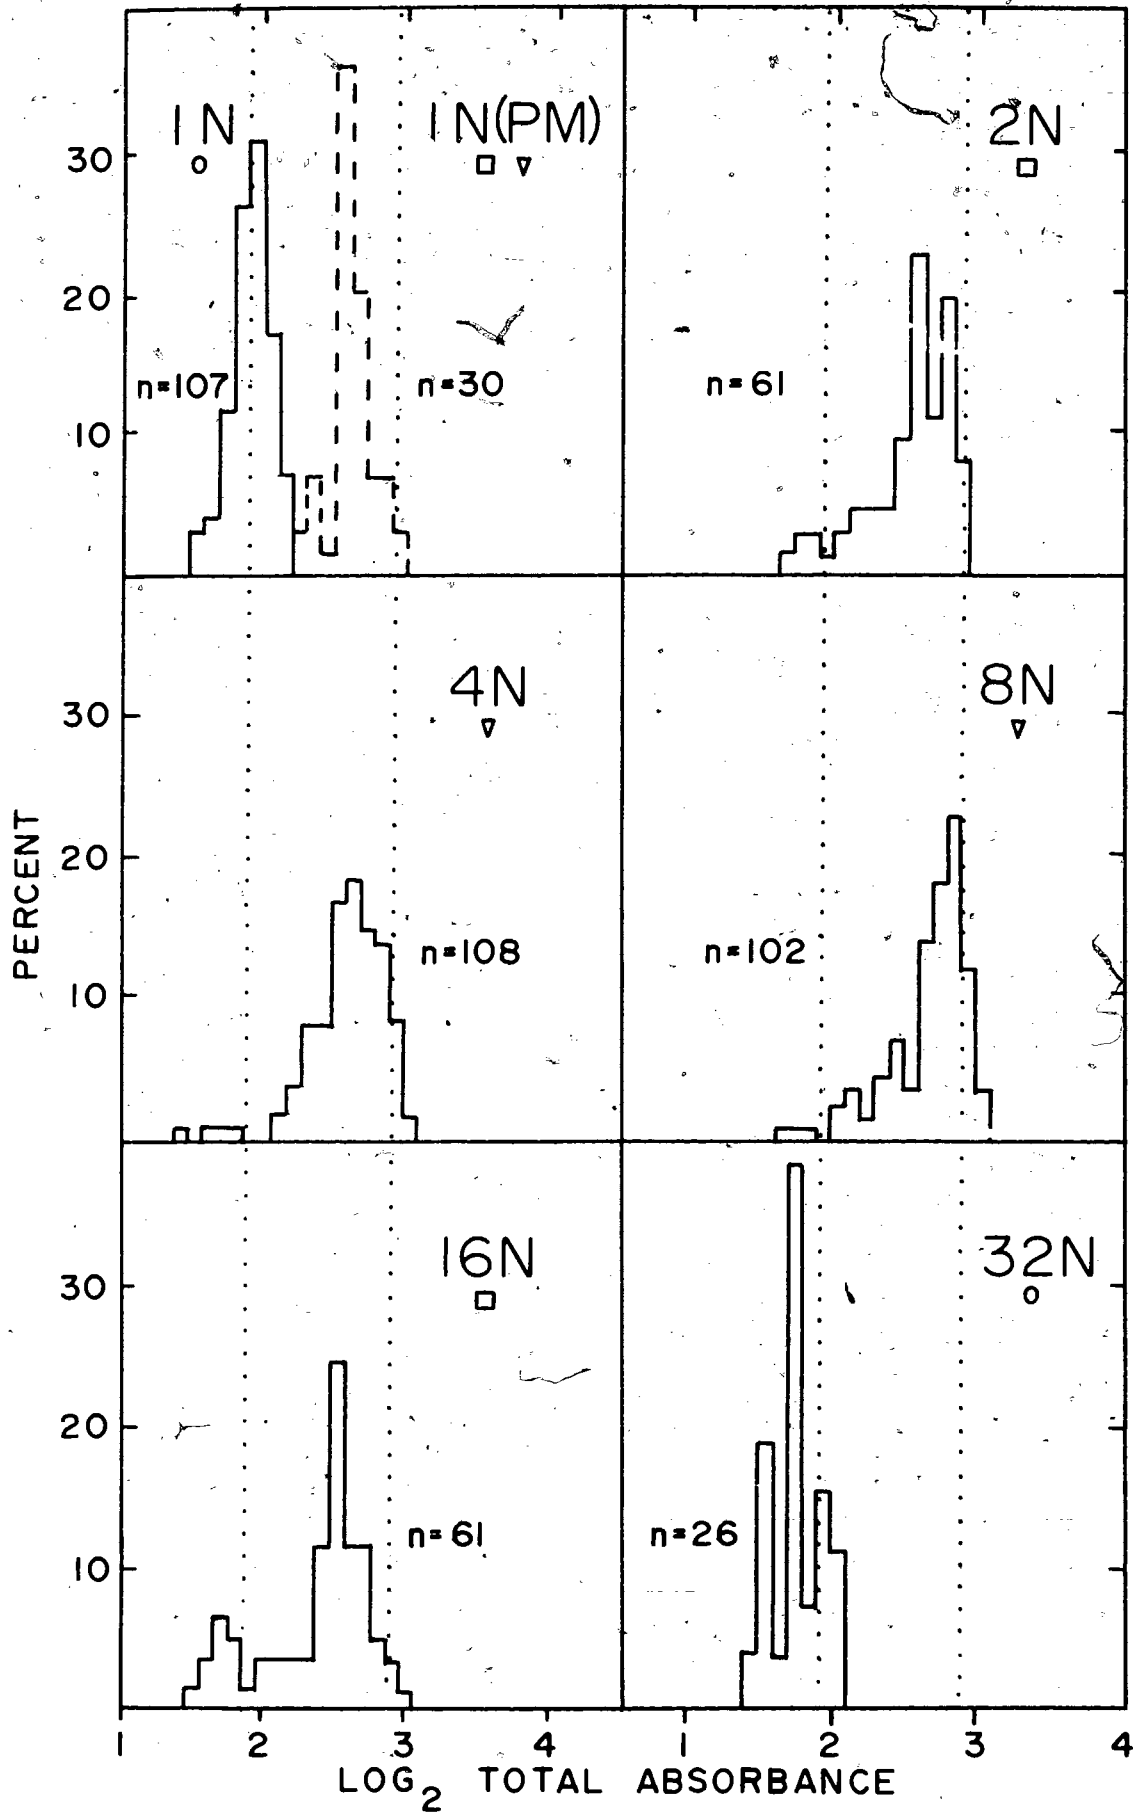 1N 1N(PM) 2N
30
20
n=107 n=30 n=61
10
4N 8N
30
20
n=108 n=102
10
16N 32N
30
20
n=61 n=26
10
1 2 3 4 1 2 3 4
PERCENT
LOG2 TOTAL ABSORBANCE